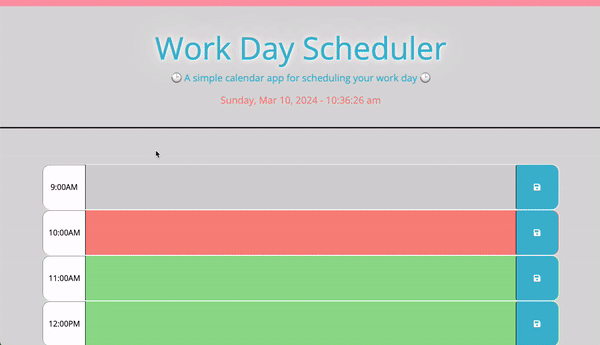 Work Day Scheduler
A simple calendar app for scheduling your work day
Sunday, Mar 10, 2024 - 10:36:26 am
9:00AM
10:00AM
11:00AM
12:00PM